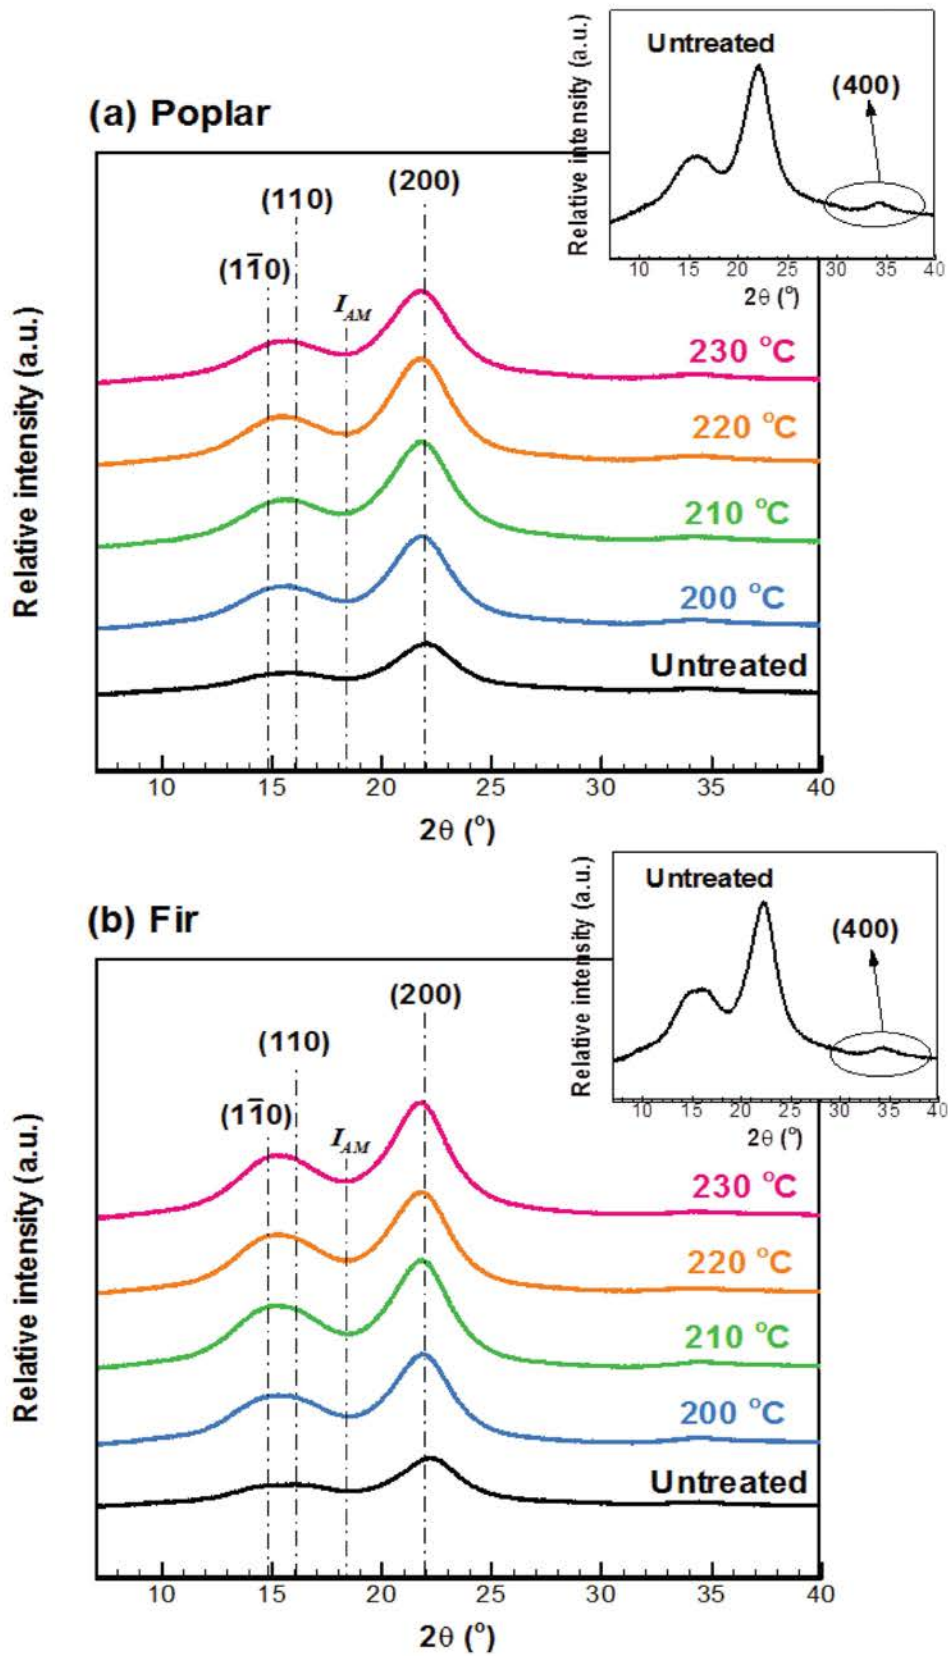 Untreated
(400)
Relative intensity (a.u.)
10 15 20 25 30 35 40
2θ (°)
(a) Poplar
(200)
(110)
(11̅0)
I_AM
230 °C
220 °C
210 °C
200 °C
Untreated
Relative intensity (a.u.)
10 15 20 25 30 35 40
2θ (°)
Untreated
(400)
Relative intensity (a.u.)
10 15 20 25 30 35 40
2θ (°)
(b) Fir
(200)
(110)
(11̅0)
I_AM
230 °C
220 °C
210 °C
200 °C
Untreated
Relative intensity (a.u.)
10 15 20 25 30 35 40
2θ (°)